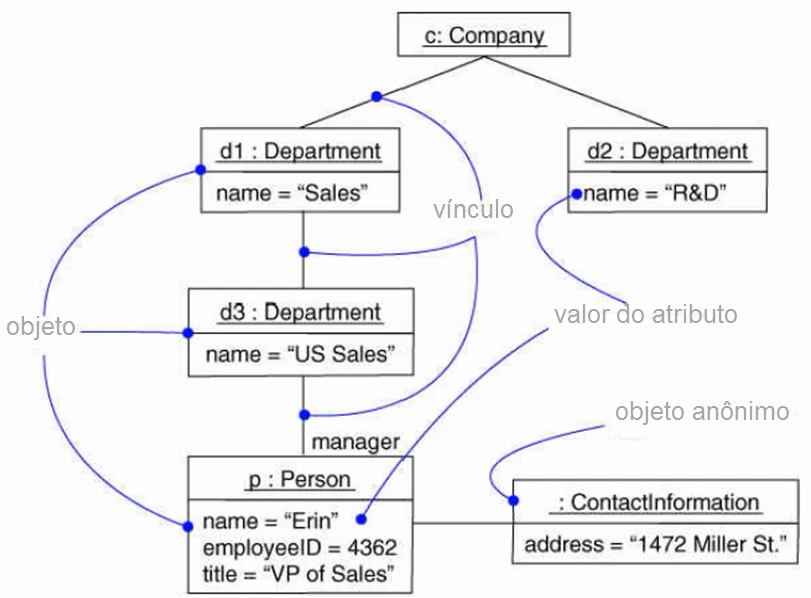 c: Company
d1 : Department
name = “Sales”
d2 : Department
name = “R&D”
vínculo
d3 : Department
name = “US Sales”
objeto
valor do atributo
objeto anônimo
manager
p : Person
name = “Erin”
employeeID = 4362
title = “VP of Sales”
: ContactInformation
address = “1472 Miller St.”